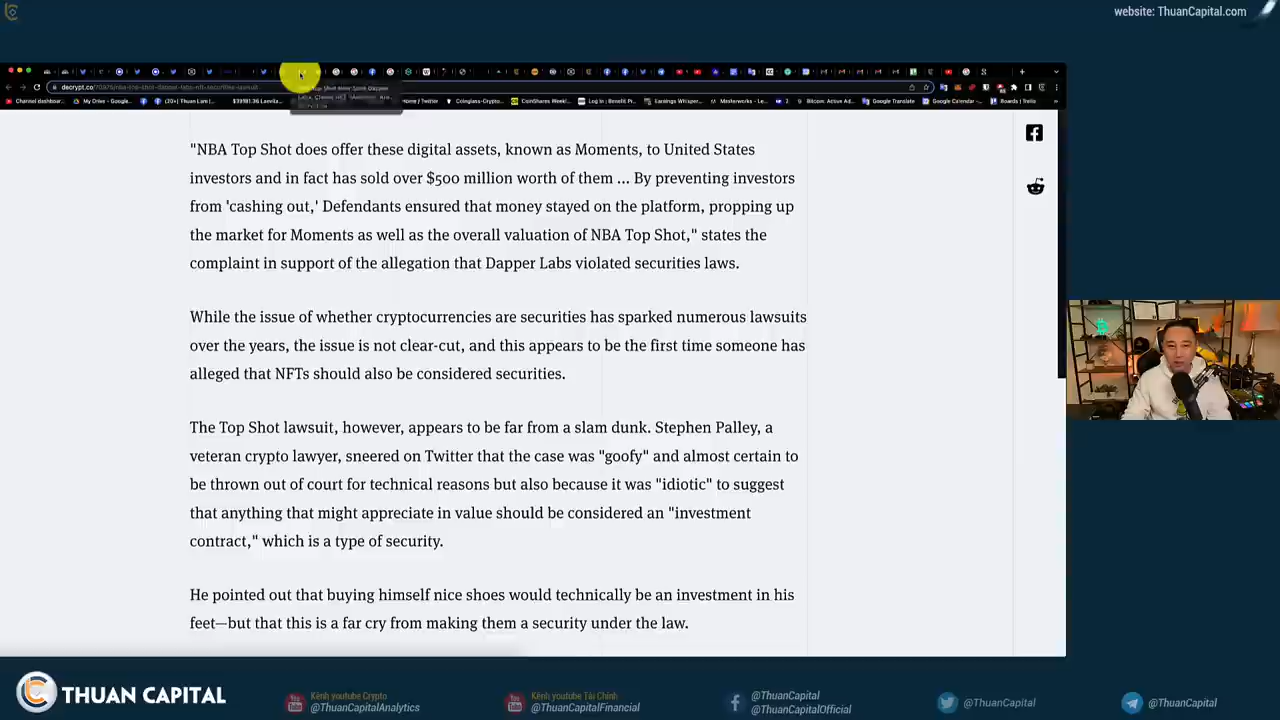 website: ThuanCapital.com
"NBA Top Shot does offer these digital assets, known as Moments, to United States
investors and in fact has sold over $500 million worth of them ... By preventing investors
from 'cashing out,' Defendants ensured that money stayed on the platform, propping up
the market for Moments as well as the overall valuation of NBA Top Shot," states the
complaint in support of the allegation that Dapper Labs violated securities laws.
While the issue of whether cryptocurrencies are securities has sparked numerous lawsuits
over the years, the issue is not clear-cut, and this appears to be the first time someone has
alleged that NFTs should also be considered securities.
The Top Shot lawsuit, however, appears to be far from a slam dunk. Stephen Palley, a
veteran crypto lawyer, sneered on Twitter that the case was "goofy" and almost certain to
be thrown out of court for technical reasons but also because it was "idiotic" to suggest
that anything that might appreciate in value should be considered an "investment
contract," which is a type of security.
He pointed out that buying himself nice shoes would technically be an investment in his
feet—but that this is a far cry from making them a security under the law.
THUAN CAPITAL
Kênh youtube Crypto
@ThuanCapitalAnalytics
Kênh youtube Tài Chính
@ThuanCapitalFinancial
@ThuanCapital
@ThuanCapitalOfficial
@ThuanCapital
@ThuanCapital